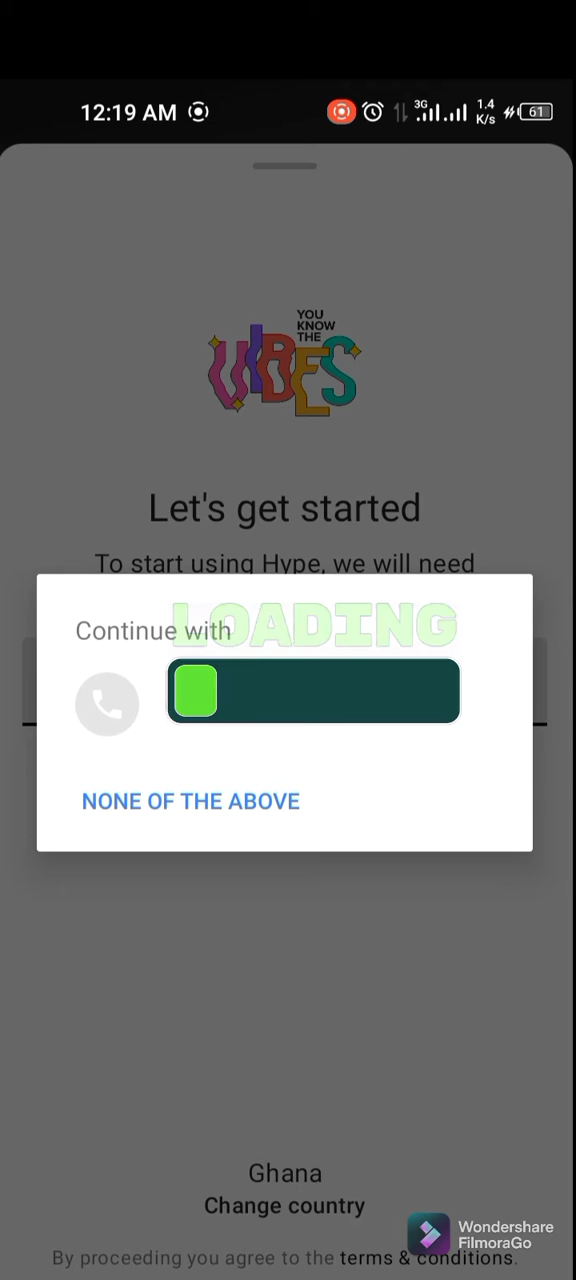 12:19 AM
3G
1.4
K/s
61
YOU
KNOW
THE
VIBES
Let's get started
To start using Hype, we will need
LOADING
Continue with
NONE OF THE ABOVE
Ghana
Change country
Wondershare
FilmoraGo
By proceeding you agree to the terms & conditions.